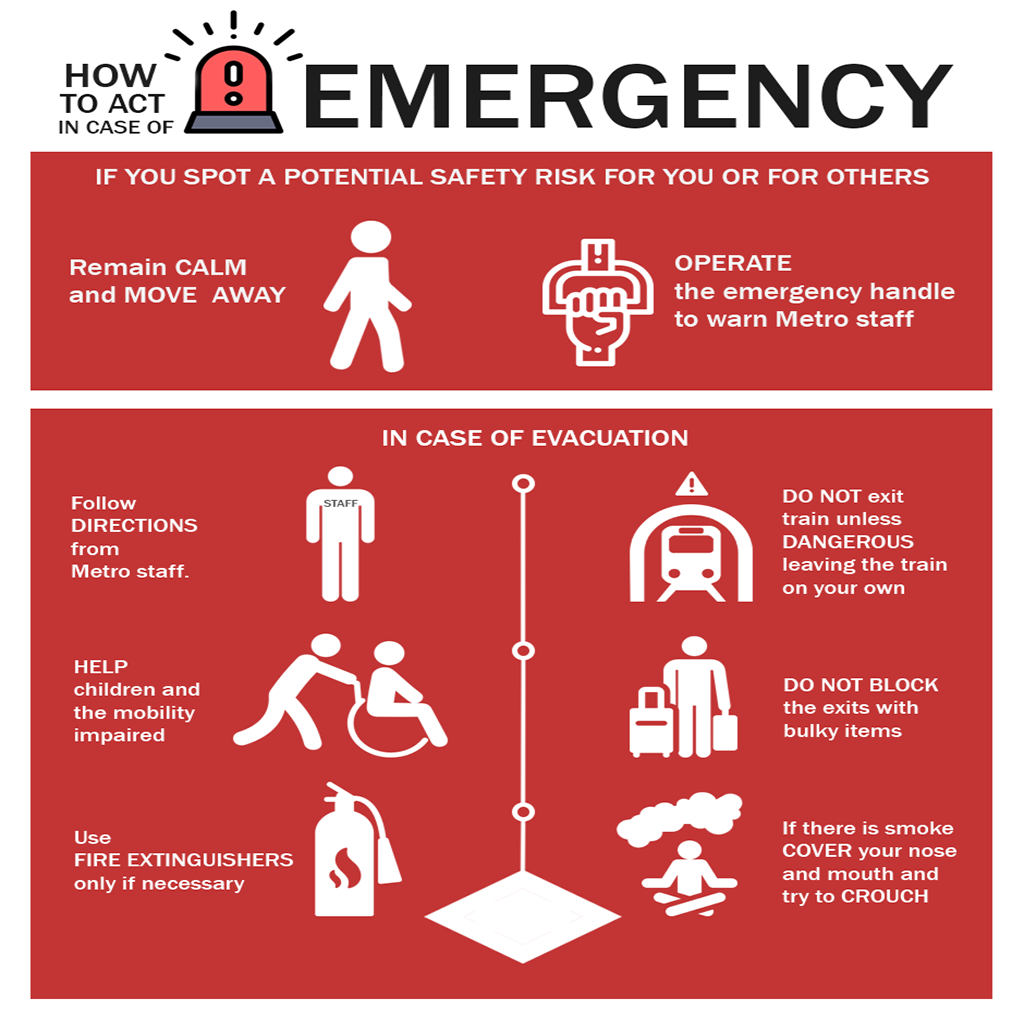 HOW
TO ACT
IN CASE OF
EMERGENCY
IF YOU SPOT A POTENTIAL SAFETY RISK FOR YOU OR FOR OTHERS
Remain CALM
and MOVE AWAY
OPERATE
the emergency handle
to warn Metro staff
IN CASE OF EVACUATION
Follow
DIRECTIONS
from
Metro staff.
STAFF
DO NOT exit
train unless
DANGEROUS
leaving the train
on your own
HELP
children and
the mobility
impaired
DO NOT BLOCK
the exits with
bulky items
Use
FIRE EXTINGUISHERS
only if necessary
If there is smoke
COVER your nose
and mouth and
try to CROUCH